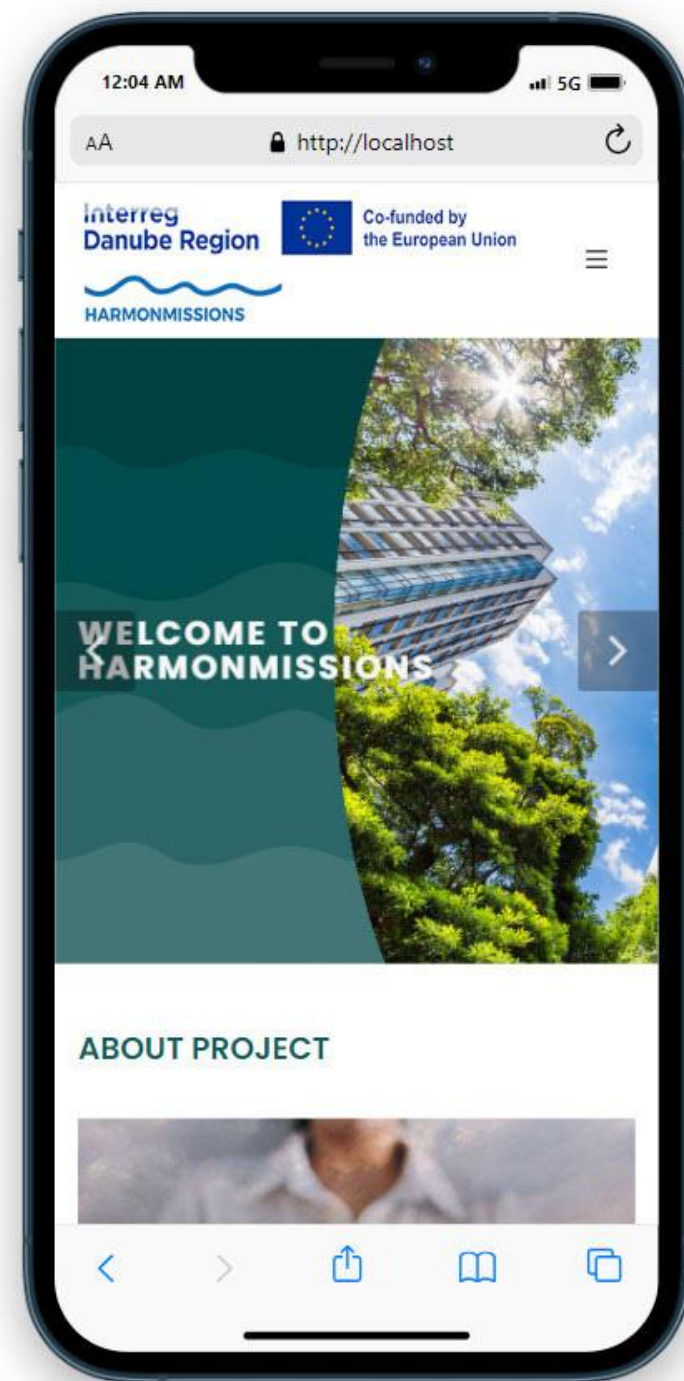 12:04 AM
5G
AA
http://localhost
Interreg
Danube Region
Co-funded by
the European Union
HARMONMISSIONS
WELCOME TO
HARMONMISSIONS
ABOUT PROJECT